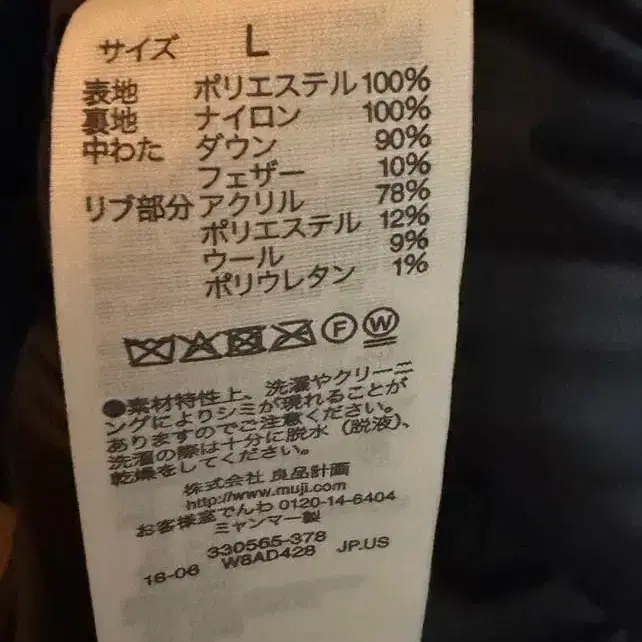 サイズ L
表地 ポリエステル 100%
裏地 ナイロン 100%
中わた ダウン 90%
フェザー 10%
リブ部分 アクリル 78%
ポリエステル 12%
ウール 9%
ポリウレタン 1%
F W
●素材特性上、洗濯やクリーニ
ングによりシミが現れることが
ありますのでご注意ください。
洗濯の際は十分に脱水（脱液）、
乾燥をしてください。
株式会社 良品計画
http://www.muji.com
お客様室でんわ 0120-14-6404
ミャンマー製
330565-378
18-06 W8AD428 JP.US